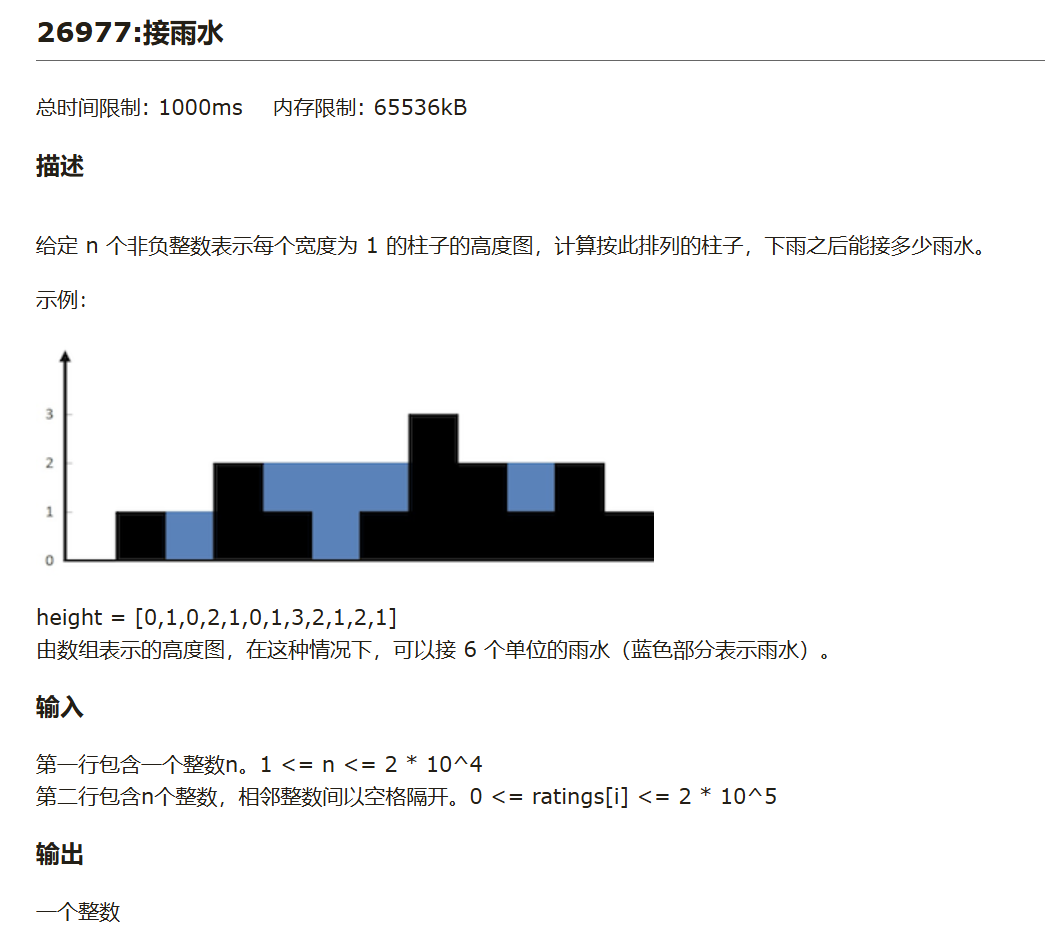 26977:接雨水
总时间限制: 1000ms 内存限制: 65536kB
描述
给定 n 个非负整数表示每个宽度为 1 的柱子的高度图，计算按此排列的柱子，下雨之后能接多少雨水。
示例：
3
2
1
0
height = [0,1,0,2,1,0,1,3,2,1,2,1]
由数组表示的高度图，在这种情况下，可以接 6 个单位的雨水（蓝色部分表示雨水）。
输入
第一行包含一个整数n。1 <= n <= 2 * 10^4
第二行包含n个整数，相邻整数间以空格隔开。0 <= ratings[i] <= 2 * 10^5
输出
一个整数